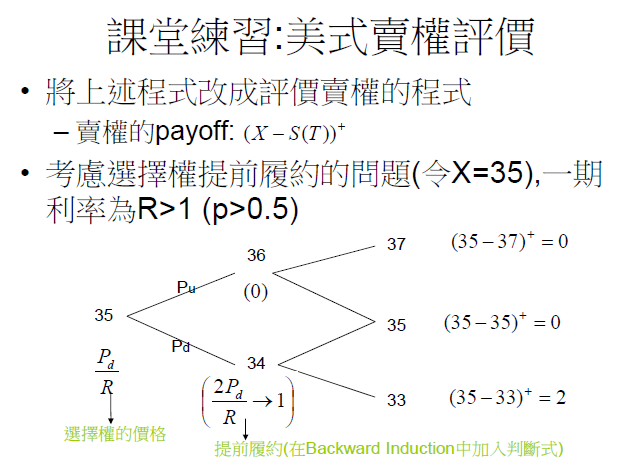 課堂練習:美式賣權評價
• 將上述程式改成評價賣權的程式
– 賣權的payoff: (X − S(T))⁺
• 考慮選擇權提前履約的問題(令X=35),一期
利率為R>1 (p>0.5)
37
(35 − 37)⁺ = 0
36
Pu
(0)
35
35
(35 − 35)⁺ = 0
Pd
34
P_d / R
(2P_d / R → 1)
33
(35 − 33)⁺ = 2
選擇權的價格
提前履約(在Backward Induction中加入判斷式)